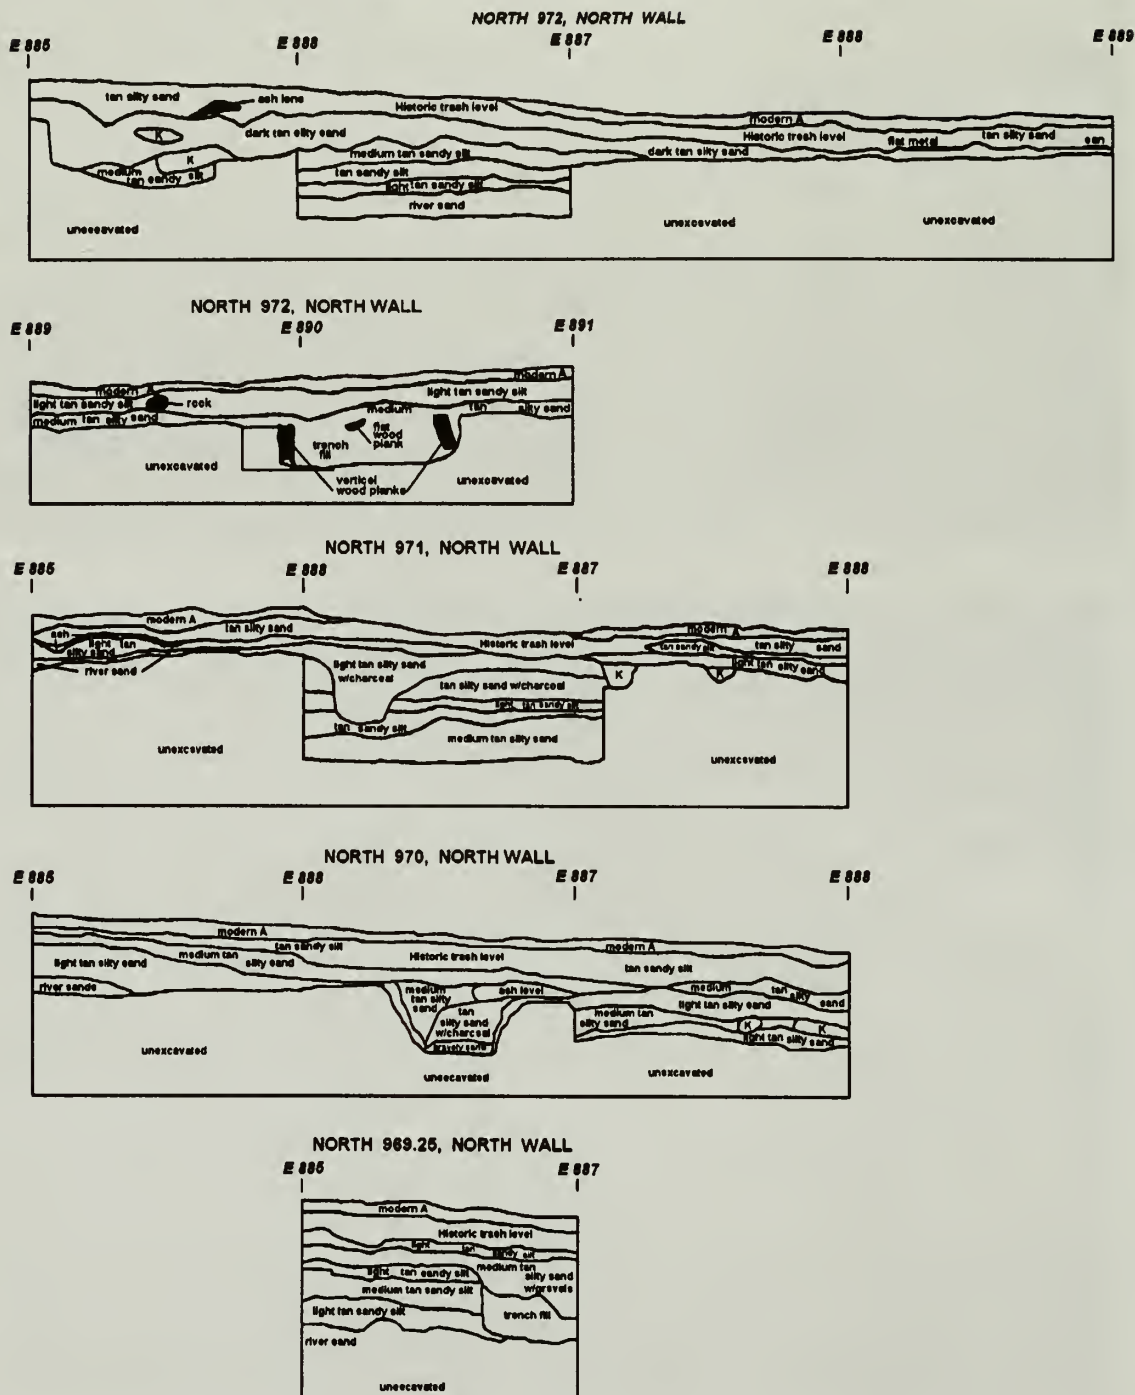 NORTH 972, NORTH WALL
E 885 E 888 E 887 E 888 E 889
tan silty sand
ash lens
Historic trash level
modern A
K
dark tan silty sand
Historic trash level
flat metal
tan silty sand
san
medium tan sandy silt
K
medium
tan sandy silt
dark tan silty sand
tan sandy silt
light tan sandy silt
river sand
unexcavated
unexcavated
unexcavated
NORTH 972, NORTH WALL
E 889 E 890 E 891
modern A
modern A
light tan sandy silt
rock
light tan sandy silt
medium tan silty sand
medium tan silty sand
flat
wood
plank
trench
fill
unexcavated
vertical
wood planks
unexcavated
NORTH 971, NORTH WALL
E 885 E 888 E 887 E 888
modern A
tan silty sand
ash
light tan
silty sand
river sand
Historic trash level
modern A
tan sandy silt
tan silty sand
light tan silty sand
w/charcoal
tan silty sand w/charcoal
K
K
light tan silty sand
light tan sandy silt
tan sandy silt
medium tan silty sand
unexcavated
unexcavated
NORTH 970, NORTH WALL
E 885 E 888 E 887 E 888
modern A
tan sandy silt
modern A
medium tan silty sand
Historic trash level
light tan silty sand
tan sandy silt
river sands
medium
tan silty
sand
ash level
medium tan silty sand
light tan silty sand
tan
silty sand
w/charcoal
medium tan
silty sand
K
K
gravely sand
light tan silty sand
unexcavated
unexcavated
unexcavated
NORTH 969.25, NORTH WALL
E 885 E 887
modern A
Historic trash level
light tan sandy silt
medium tan
silty sand
w/gravels
light tan sandy silt
medium tan sandy silt
light tan sandy silt
trench fill
river sand
unexcavated